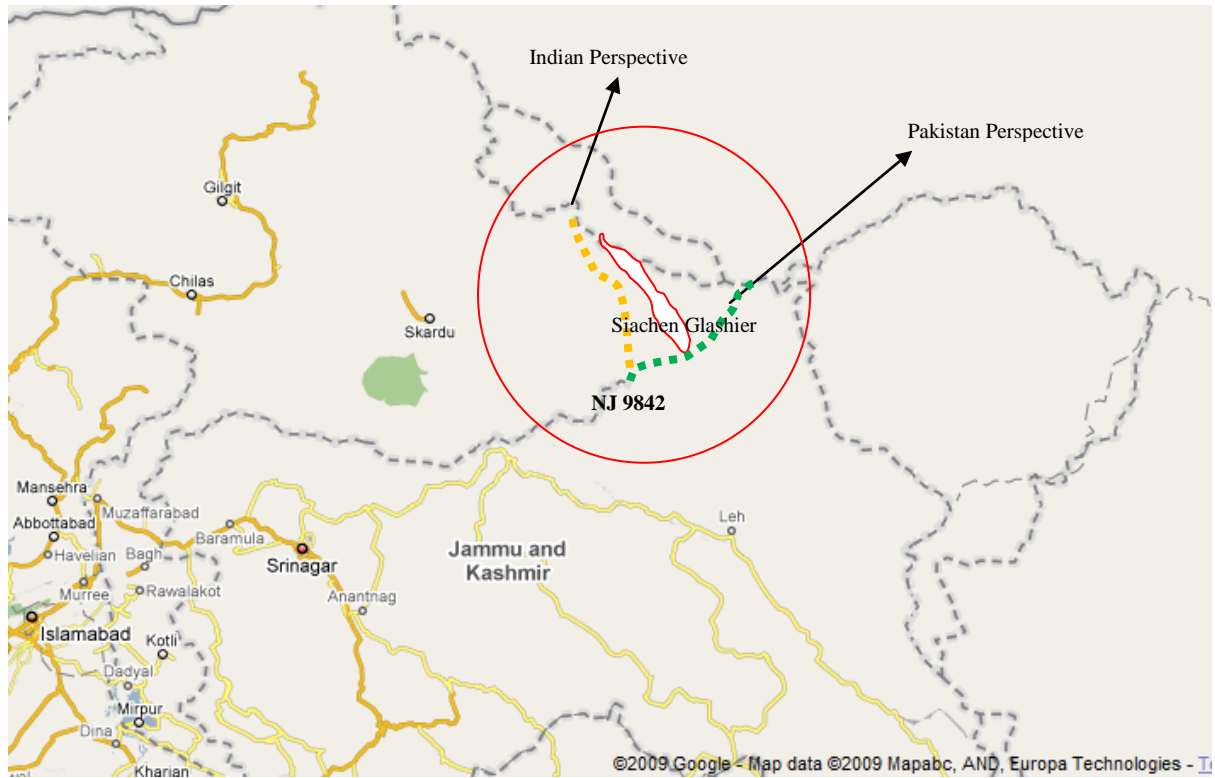 Indian Perspective
Pakistan Perspective
Gilgit
Chilas
Skardu
Siachen Glashier
NJ 9842
Mansehra
Muzaffarabad
Abbottabad
Baramula
Leh
Havelian
Bagh
Srinagar
Jammu and
Kashmir
Murree
Rawalakot
Anantnag
Islamabad
Kotli
Dadyal
Mirpur
Dina
Kharian
©2009 Google - Map data ©2009 Mapabc, AND, Europa Technologies -